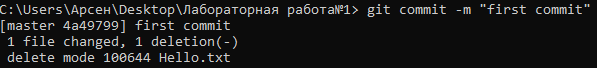 C:\Users\Арсен\Desktop\Лабораторная работа№1> git commit -m "first commit"
[master 4a49799] first commit
 1 file changed, 1 deletion(-)
 delete mode 100644 Hello.txt